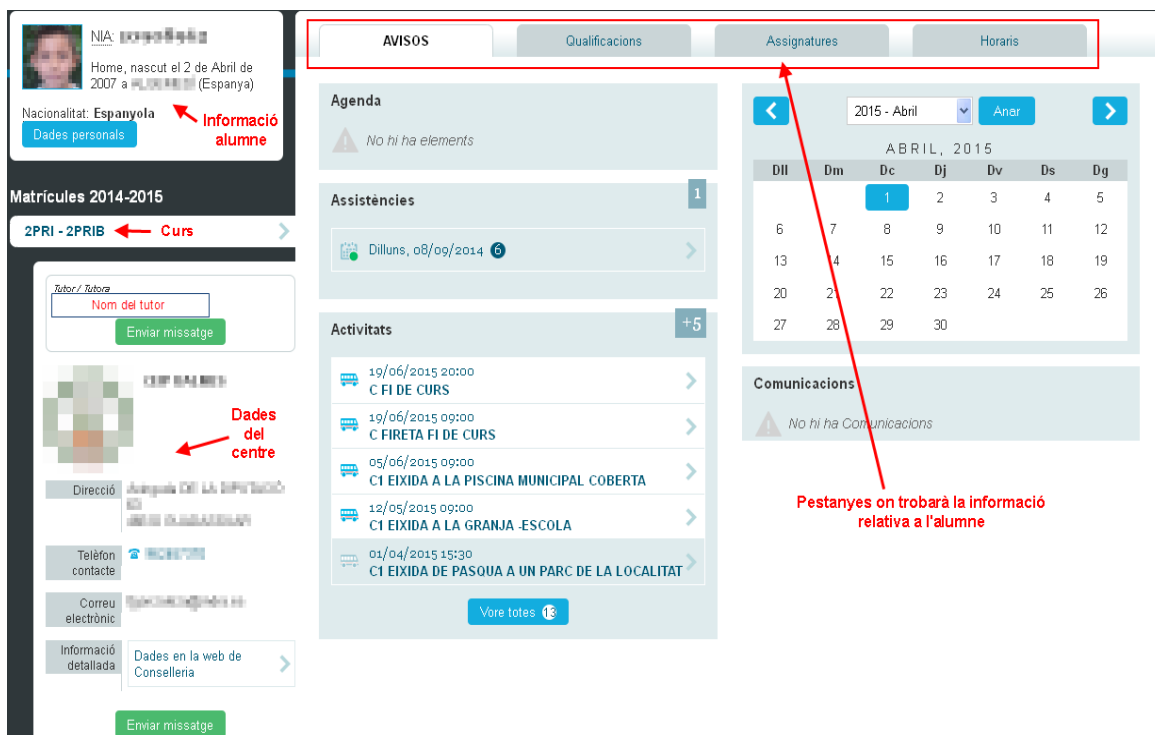 NIA:
Home, nascut el 2 de Abril de
2007 a (Espanya)
Nacionalitat: Espanyola
Dades personals
Informació
alumne
Matrícules 2014-2015
2PRI - 2PRIB
Curs
Tutor / Tutora
Nom del tutor
Enviar missatge
Dades
del
centre
Direcció
Telèfon
contacte
Correu
electrònic
Informació
detallada
Dades en la web de
Conselleria
Enviar missatge
AVISOS
Qualificacions
Assignatures
Horaris
Agenda
No hi ha elements
Assistències
1
Dilluns, 08/09/2014 6
Activitats
+5
19/06/2015 20:00
C FI DE CURS
19/06/2015 09:00
C FIRETA FI DE CURS
05/06/2015 09:00
C1 EIXIDA A LA PISCINA MUNICIPAL COBERTA
12/05/2015 09:00
C1 EIXIDA A LA GRANJA -ESCOLA
01/04/2015 15:30
C1 EIXIDA DE PASQUA A UN PARC DE LA LOCALITAT
Vore totes 13
2015 - Abril
Anar
ABRIL, 2015
Dll Dm Dc Dj Dv Ds Dg
1 2 3 4 5
6 7 8 9 10 11 12
13 14 15 16 17 18 19
20 21 22 23 24 25 26
27 28 29 30
Comunicacions
No hi ha Comunicacions
Pestanyes on trobarà la informació
relativa a l'alumne